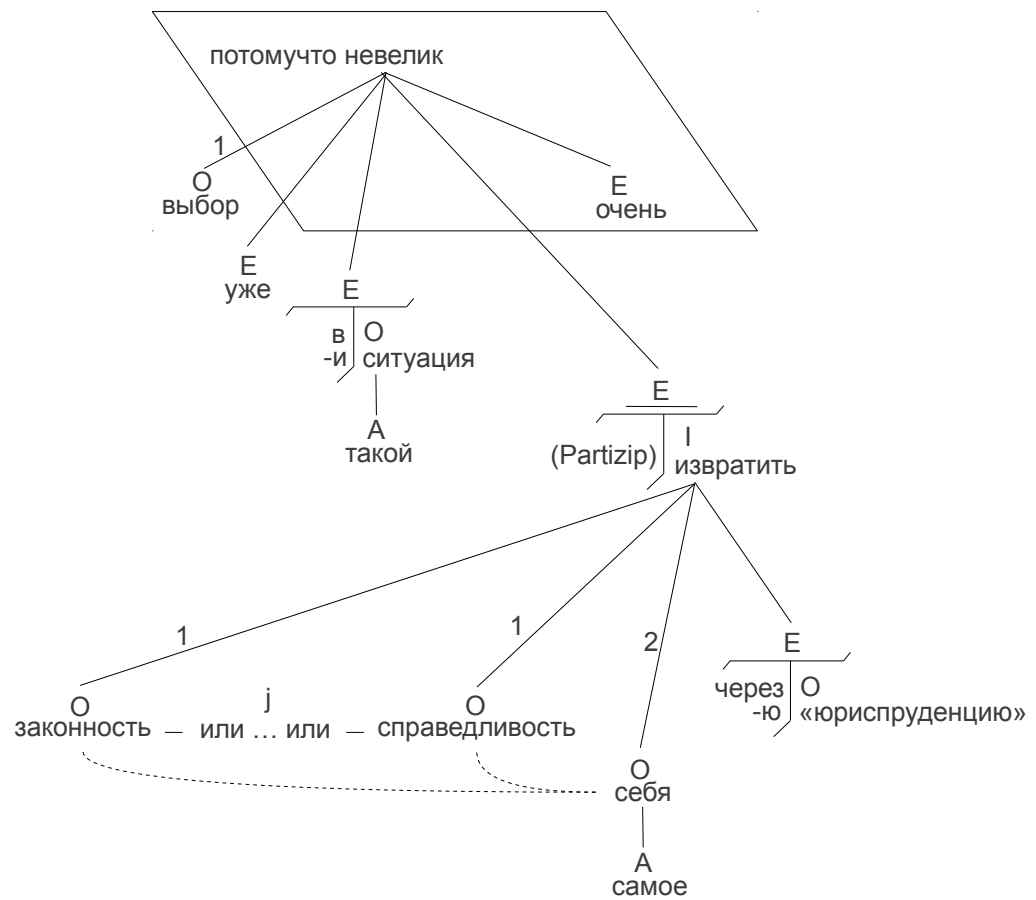 потомучто невелик
1
О
выбор
Е
очень
Е
уже
Е
в О
-и ситуация
А
такой
Е
(Partizip) I
извратить
1 1 2
Е
через О
-ю «юриспруденцию»
О j О
законность – или ... или – справедливость
О
себя
А
самое